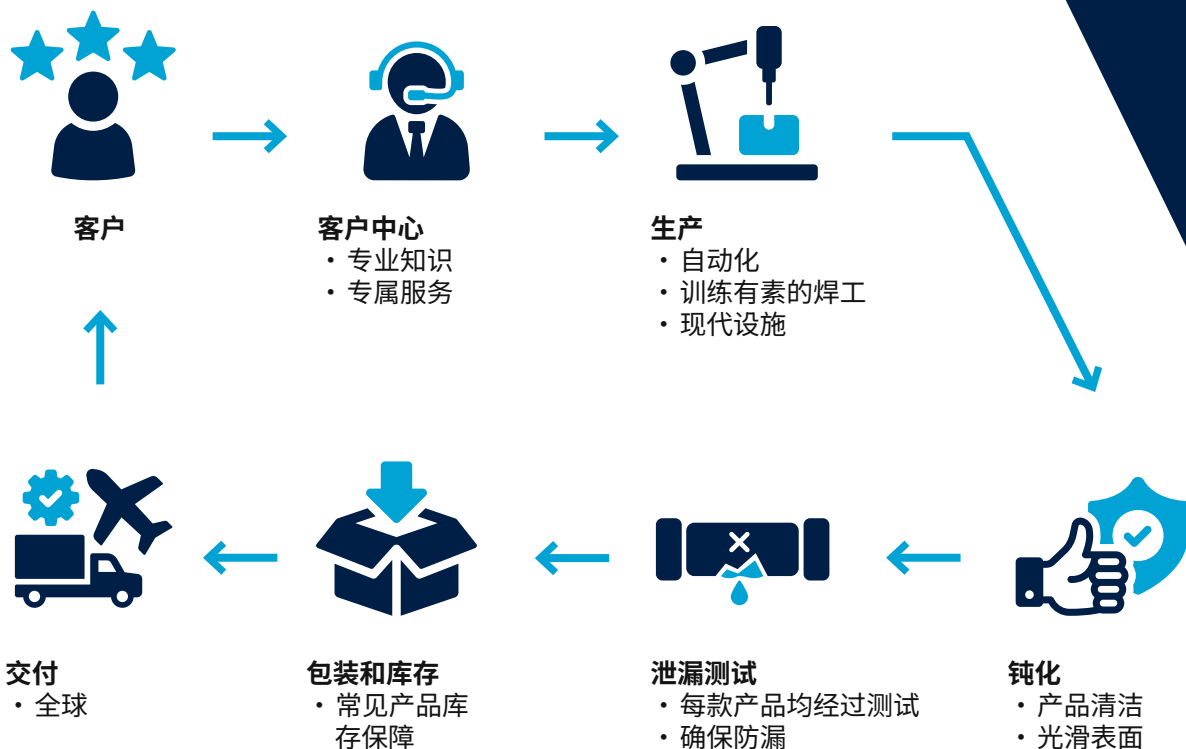 客户
客户中心
・专业知识
・专属服务
生产
・自动化
・训练有素的焊工
・现代设施
交付
・全球
包装和库存
・常见产品库
存保障
泄漏测试
・每款产品均经过测试
・确保防漏
钝化
・产品清洁
・光滑表面